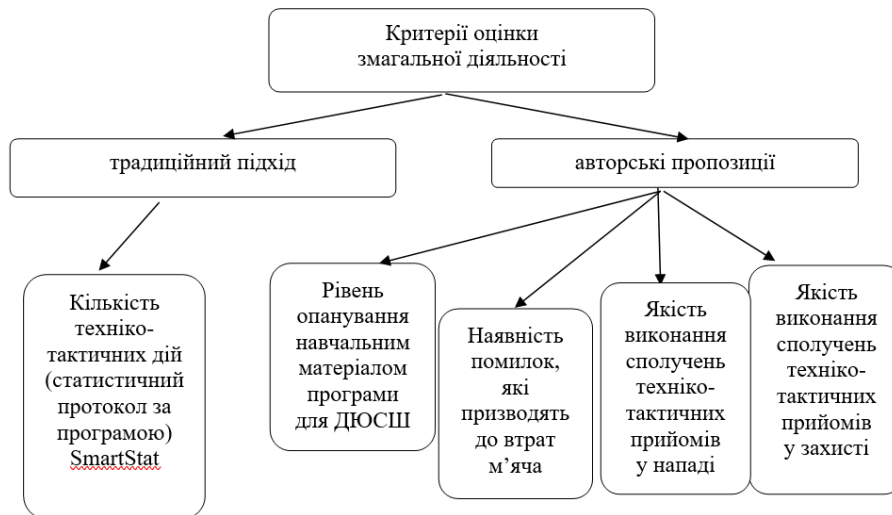 Критерії оцінки
змагальної діяльності
традиційний підхід
авторські пропозиції
Кількість
техніко-
тактичних дій
(статистичний
протокол за
програмою)
SmartStat
Рівень
опанування
навчальним
матеріалом
програми
для ДЮСШ
Наявність
помилок,
які
призводять
до втрат
м’яча
Якість
виконання
сполучень
техніко-
тактичних
прийомів
у нападі
Якість
виконання
сполучень
техніко-
тактичних
прийомів
у захисті